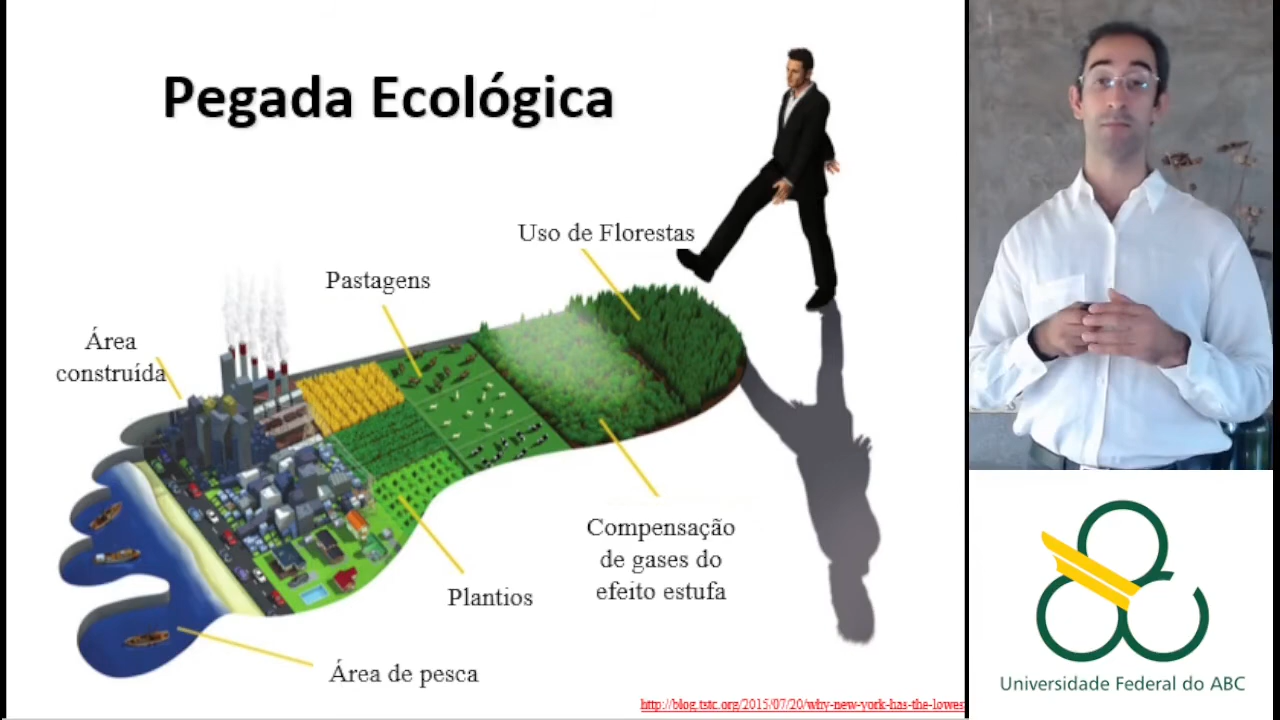 Pegada Ecológica
Uso de Florestas
Pastagens
Área
construída
Compensação
de gases do
efeito estufa
Plantios
Área de pesca
http://blog.tstc.org/2015/07/20/why-new-york-has-the-lowes
Universidade Federal do ABC